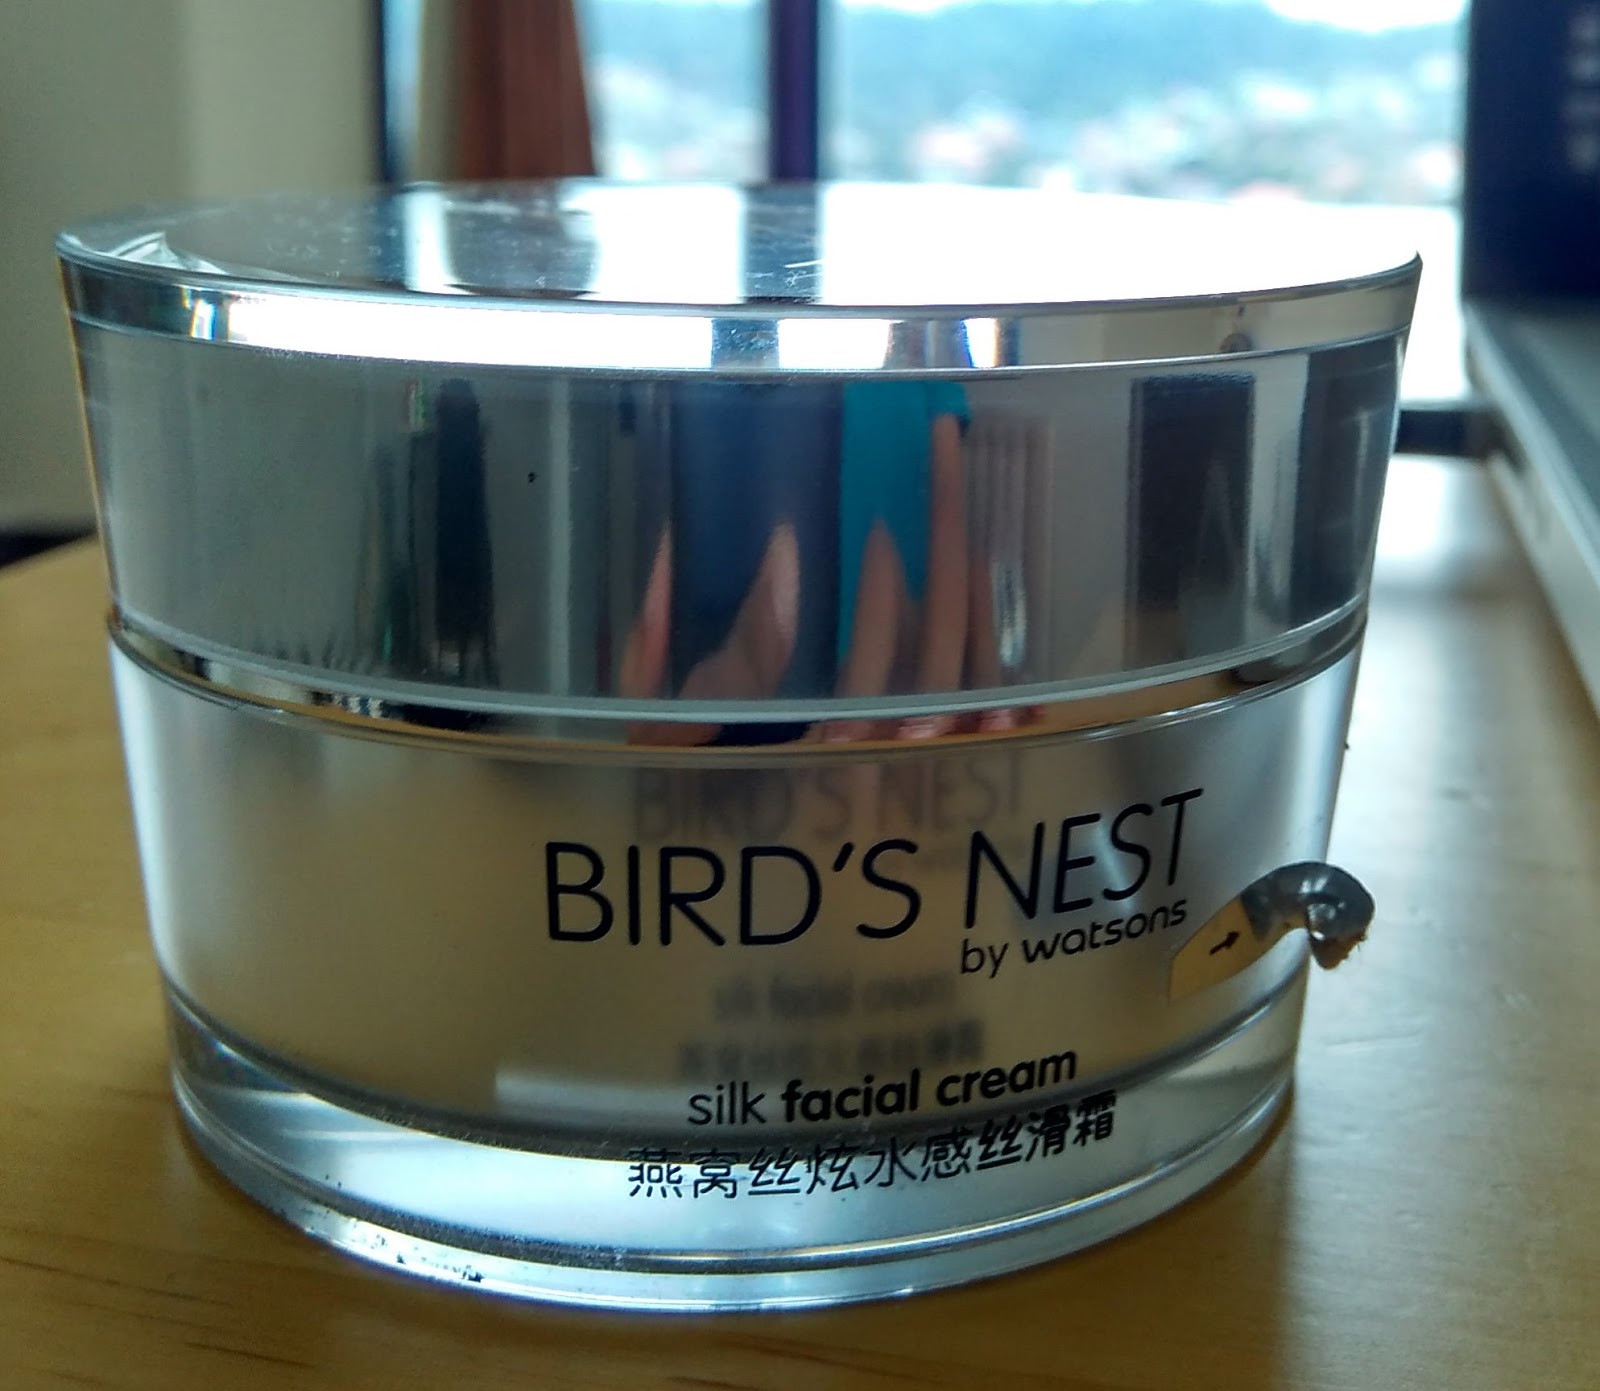 BIRD'S NEST
by watsons
silk facial cream
燕窝丝炫水感丝滑霜